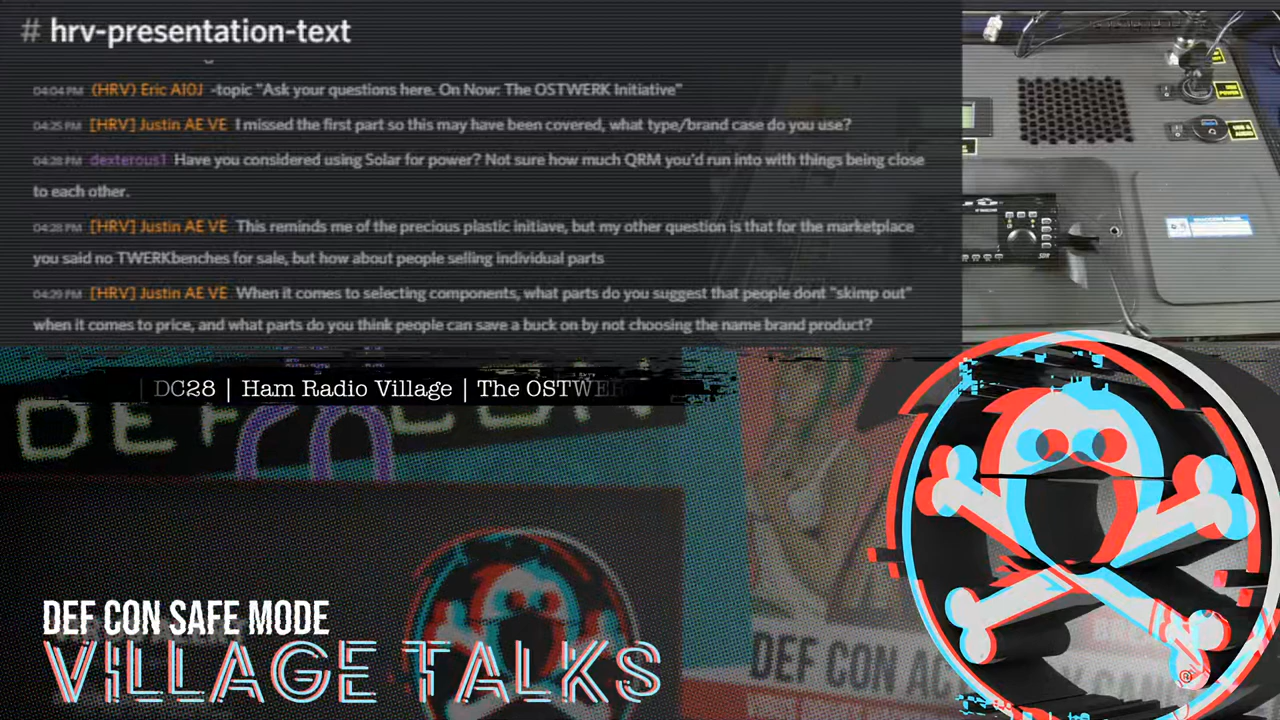 # hrv-presentation-text
04:04 PM (HRV) Eric AI0J -topic "Ask your questions here. On Now: The OSTWERK Initiative"
04:25 PM [HRV] Justin AE VE I missed the first part so this may have been covered, what type/brand case do you use?
04:28 PM dexterous1 Have you considered using Solar for power? Not sure how much QRM you'd run into with things being close
to each other.
04:28 PM [HRV] Justin AE VE This reminds me of the precious plastic initiave, but my other question is that for the marketplace
you said no TWERKbenches for sale, but how about people selling individual parts
04:29 PM [HRV] Justin AE VE When it comes to selecting components, what parts do you suggest that people dont "skimp out"
when it comes to price, and what parts do you think people can save a buck on by not choosing the name brand product?
| DC28 | Ham Radio Village | The OSTWER
DEF CON
DEF CON SAFE MODE
VILLAGE TALKS
DEF CON